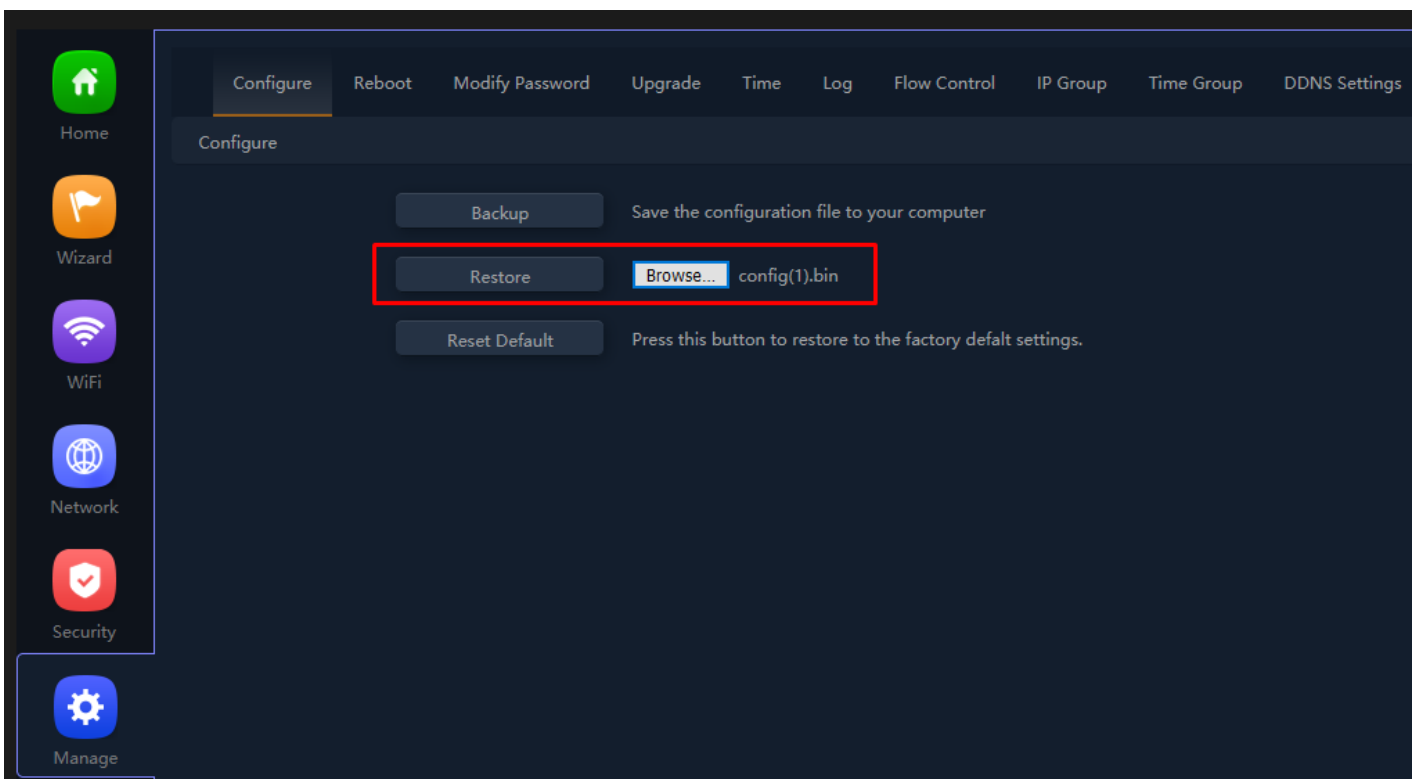 Home
Wizard
WiFi
Network
Security
Manage
Configure Reboot Modify Password Upgrade Time Log Flow Control IP Group Time Group DDNS Settings
Configure
Backup Save the configuration file to your computer
Restore Browse... config(1).bin
Reset Default Press this button to restore to the factory defalt settings.